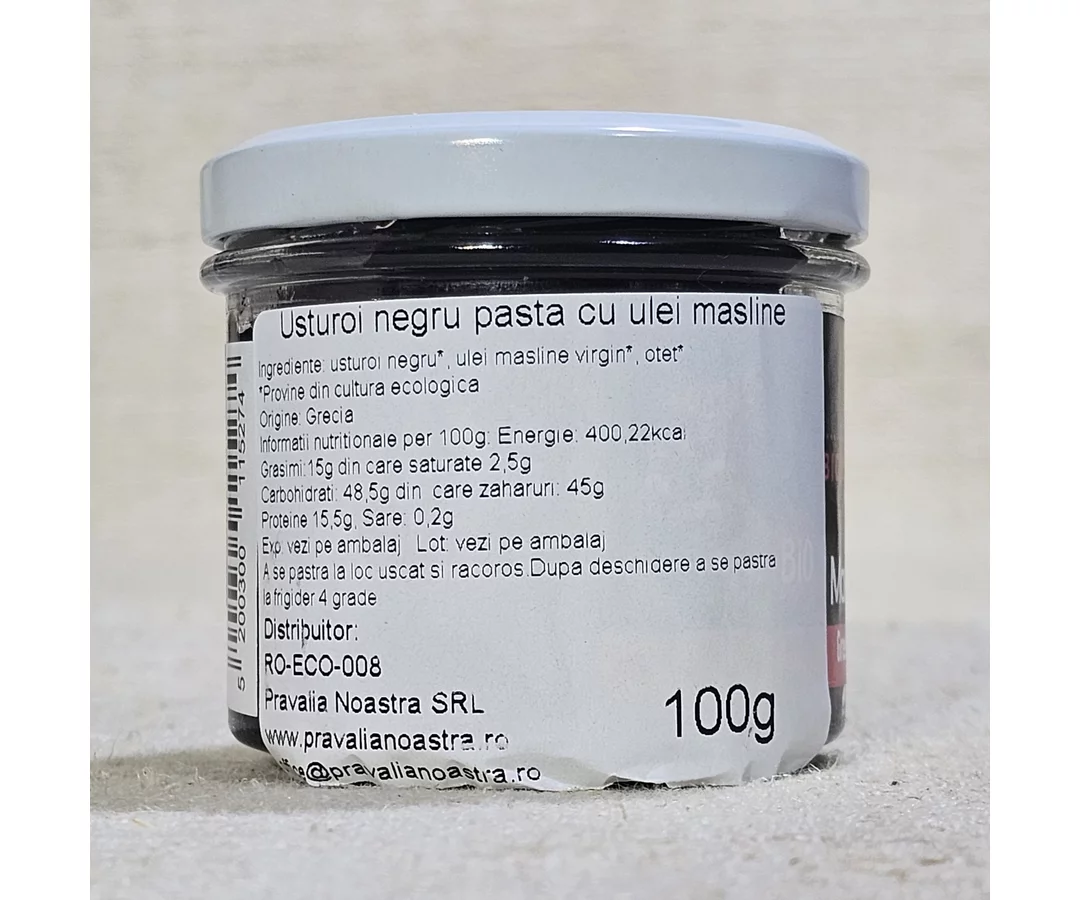 Usturoi negru pasta cu ulei masline
Ingrediente: usturoi negru*, ulei masline virgin*, otet*
*Provine din cultura ecologica
Origine: Grecia
Informatii nutritionale per 100g: Energie: 400,22kcal
Grasimi:15g din care saturate 2,5g
Carbohidrati: 48,5g din care zaharuri: 45g
Proteine 15,5g, Sare: 0,2g
Exp: vezi pe ambalaj Lot: vezi pe ambalaj
A se pastra la loc uscat si racoros.Dupa deschidere a se pastra
la frigider 4 grade
Distribuitor:
RO-ECO-008
Pravalia Noastra SRL
www.pravalianoastra.ro
office@pravalianoastra.ro
100g
5 200300 115274
BIO